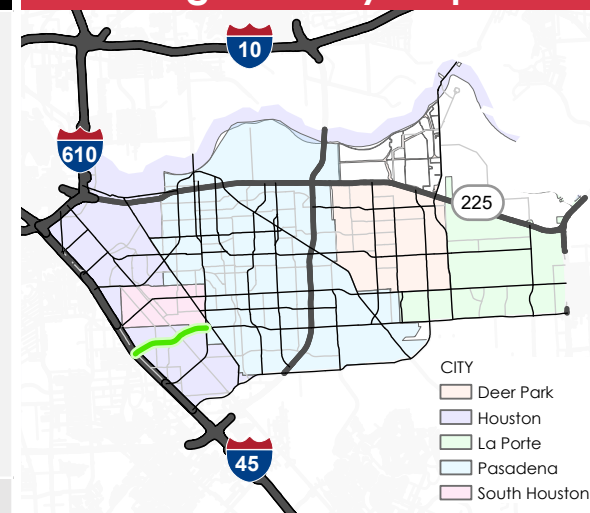 10
610
225
45
CITY
Deer Park
Houston
La Porte
Pasadena
South Houston